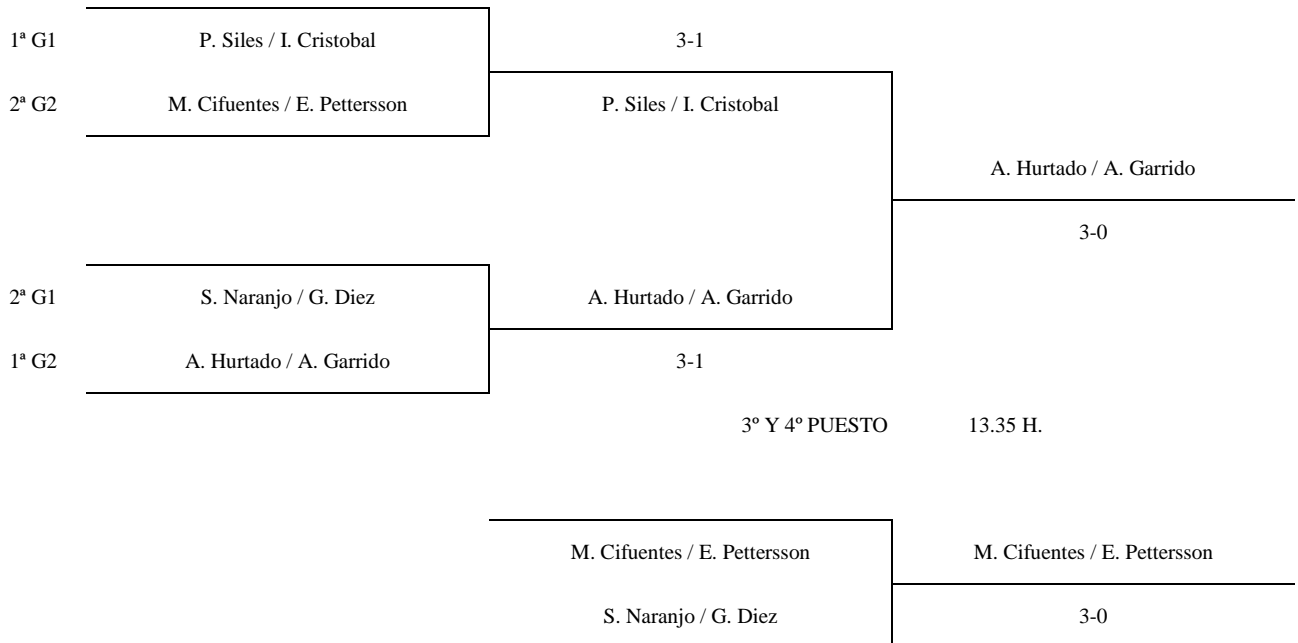 1ª G1 P. Siles / I. Cristobal 3-1
2ª G2 M. Cifuentes / E. Pettersson P. Siles / I. Cristobal
A. Hurtado / A. Garrido
3-0
2ª G1 S. Naranjo / G. Diez A. Hurtado / A. Garrido
1ª G2 A. Hurtado / A. Garrido 3-1
3º Y 4º PUESTO 13.35 H.
M. Cifuentes / E. Pettersson M. Cifuentes / E. Pettersson
S. Naranjo / G. Diez 3-0